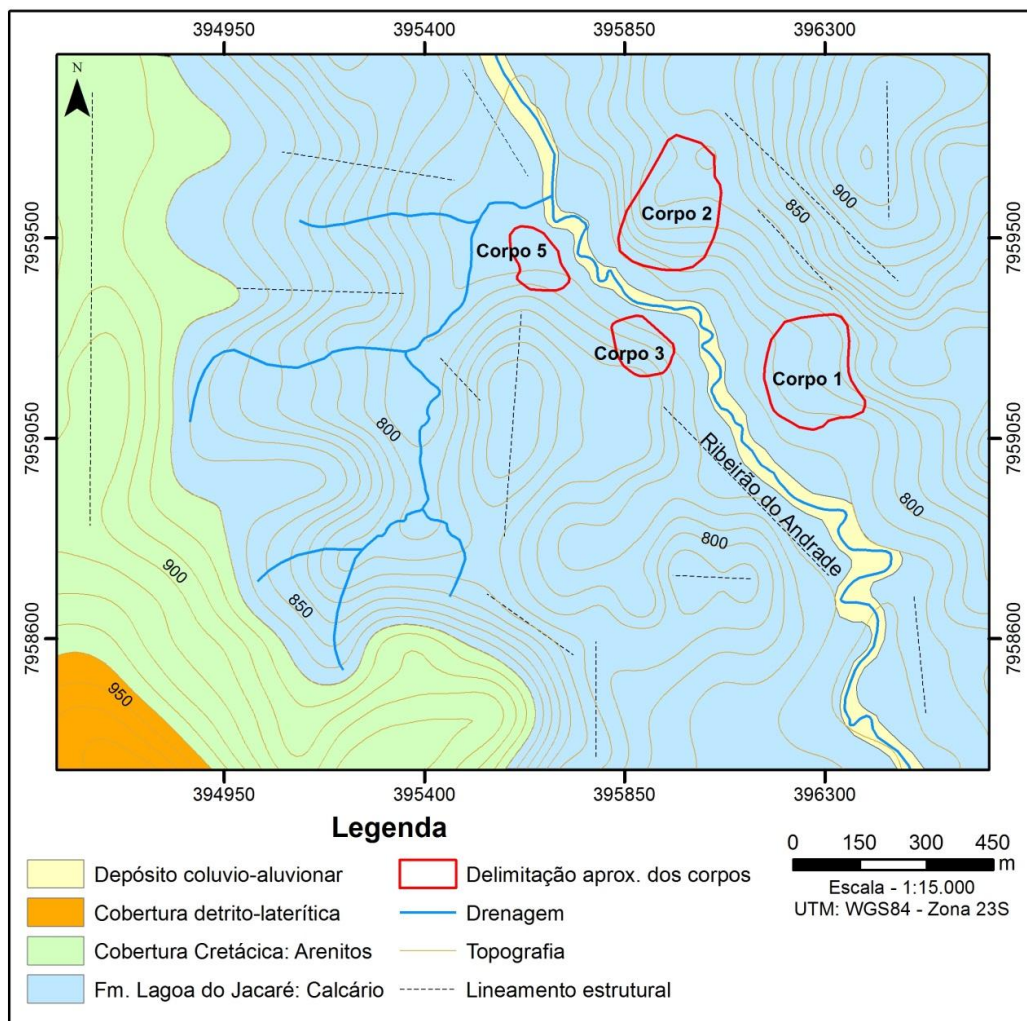 394950 395400 395850 396300
N
900
850
7959500 7959500
Corpo 2
Corpo 5
Corpo 3
Corpo 1
7959050 7959050
800
Ribeirão do Andrade
800
800
900
850
7958600 7958600
950
394950 395400 395850 396300
Legenda
Depósito coluvio-aluvionar
Cobertura detrito-laterítica
Cobertura Cretácica: Arenitos
Fm. Lagoa do Jacaré: Calcário
Delimitação aprox. dos corpos
Drenagem
Topografia
Lineamento estrutural
0 150 300 450
m
Escala - 1:15.000
UTM: WGS84 - Zona 23S